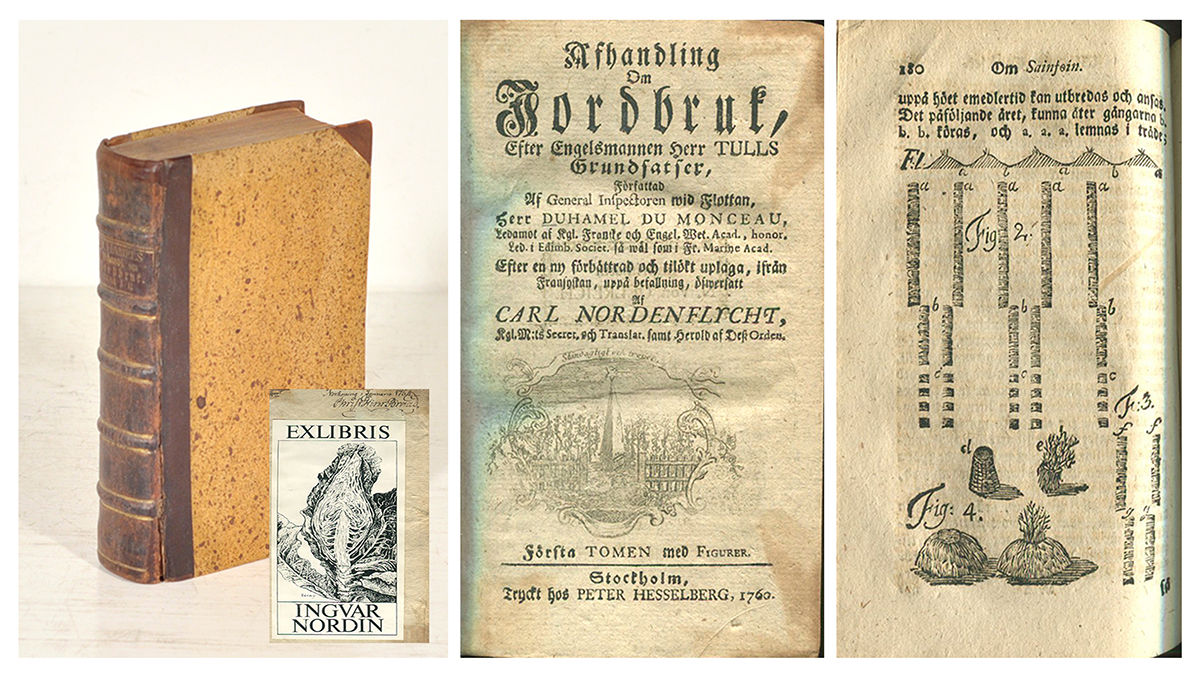 EXLIBRIS
INGVAR
NORDIN
Afhandling
Om
Jordbruk,
Efter Engelsmannen Herr TULLS
Grundsatser,
Författad
Af General Inspectoren wid Flottan,
Herr DUHAMEL DU MONCEAU,
Ledamot af Kgl. Franske och Engel. Wet. Acad., honor.
Led. i Edimb. Societ. så wäl som i Fr. Marine Acad.
Efter en ny förbättrad och tilökt uplaga, ifrån
Fransyskan, uppå befallning, öfwersatt
Af
CARL NORDENFLYCHT,
Kgl. M:ts Secret. och Translat. samt Herold af Deß Orden.
Första TOMEN med FIGURER.
Stockholm,
Tryckt hos PETER HESSELBERG, 1760.
180 Om Sainfoin.
uppå höet emedlertid kan utbredas och ansas.
Det påföljande året, kunna åter gångarna b.
b. b. köras, och a. a. a. lemnas i träde;
F:1.
a a a a a
Fig: 2.
b b b
c c c
F:3.
f f
d e
g g
Fig: 4.